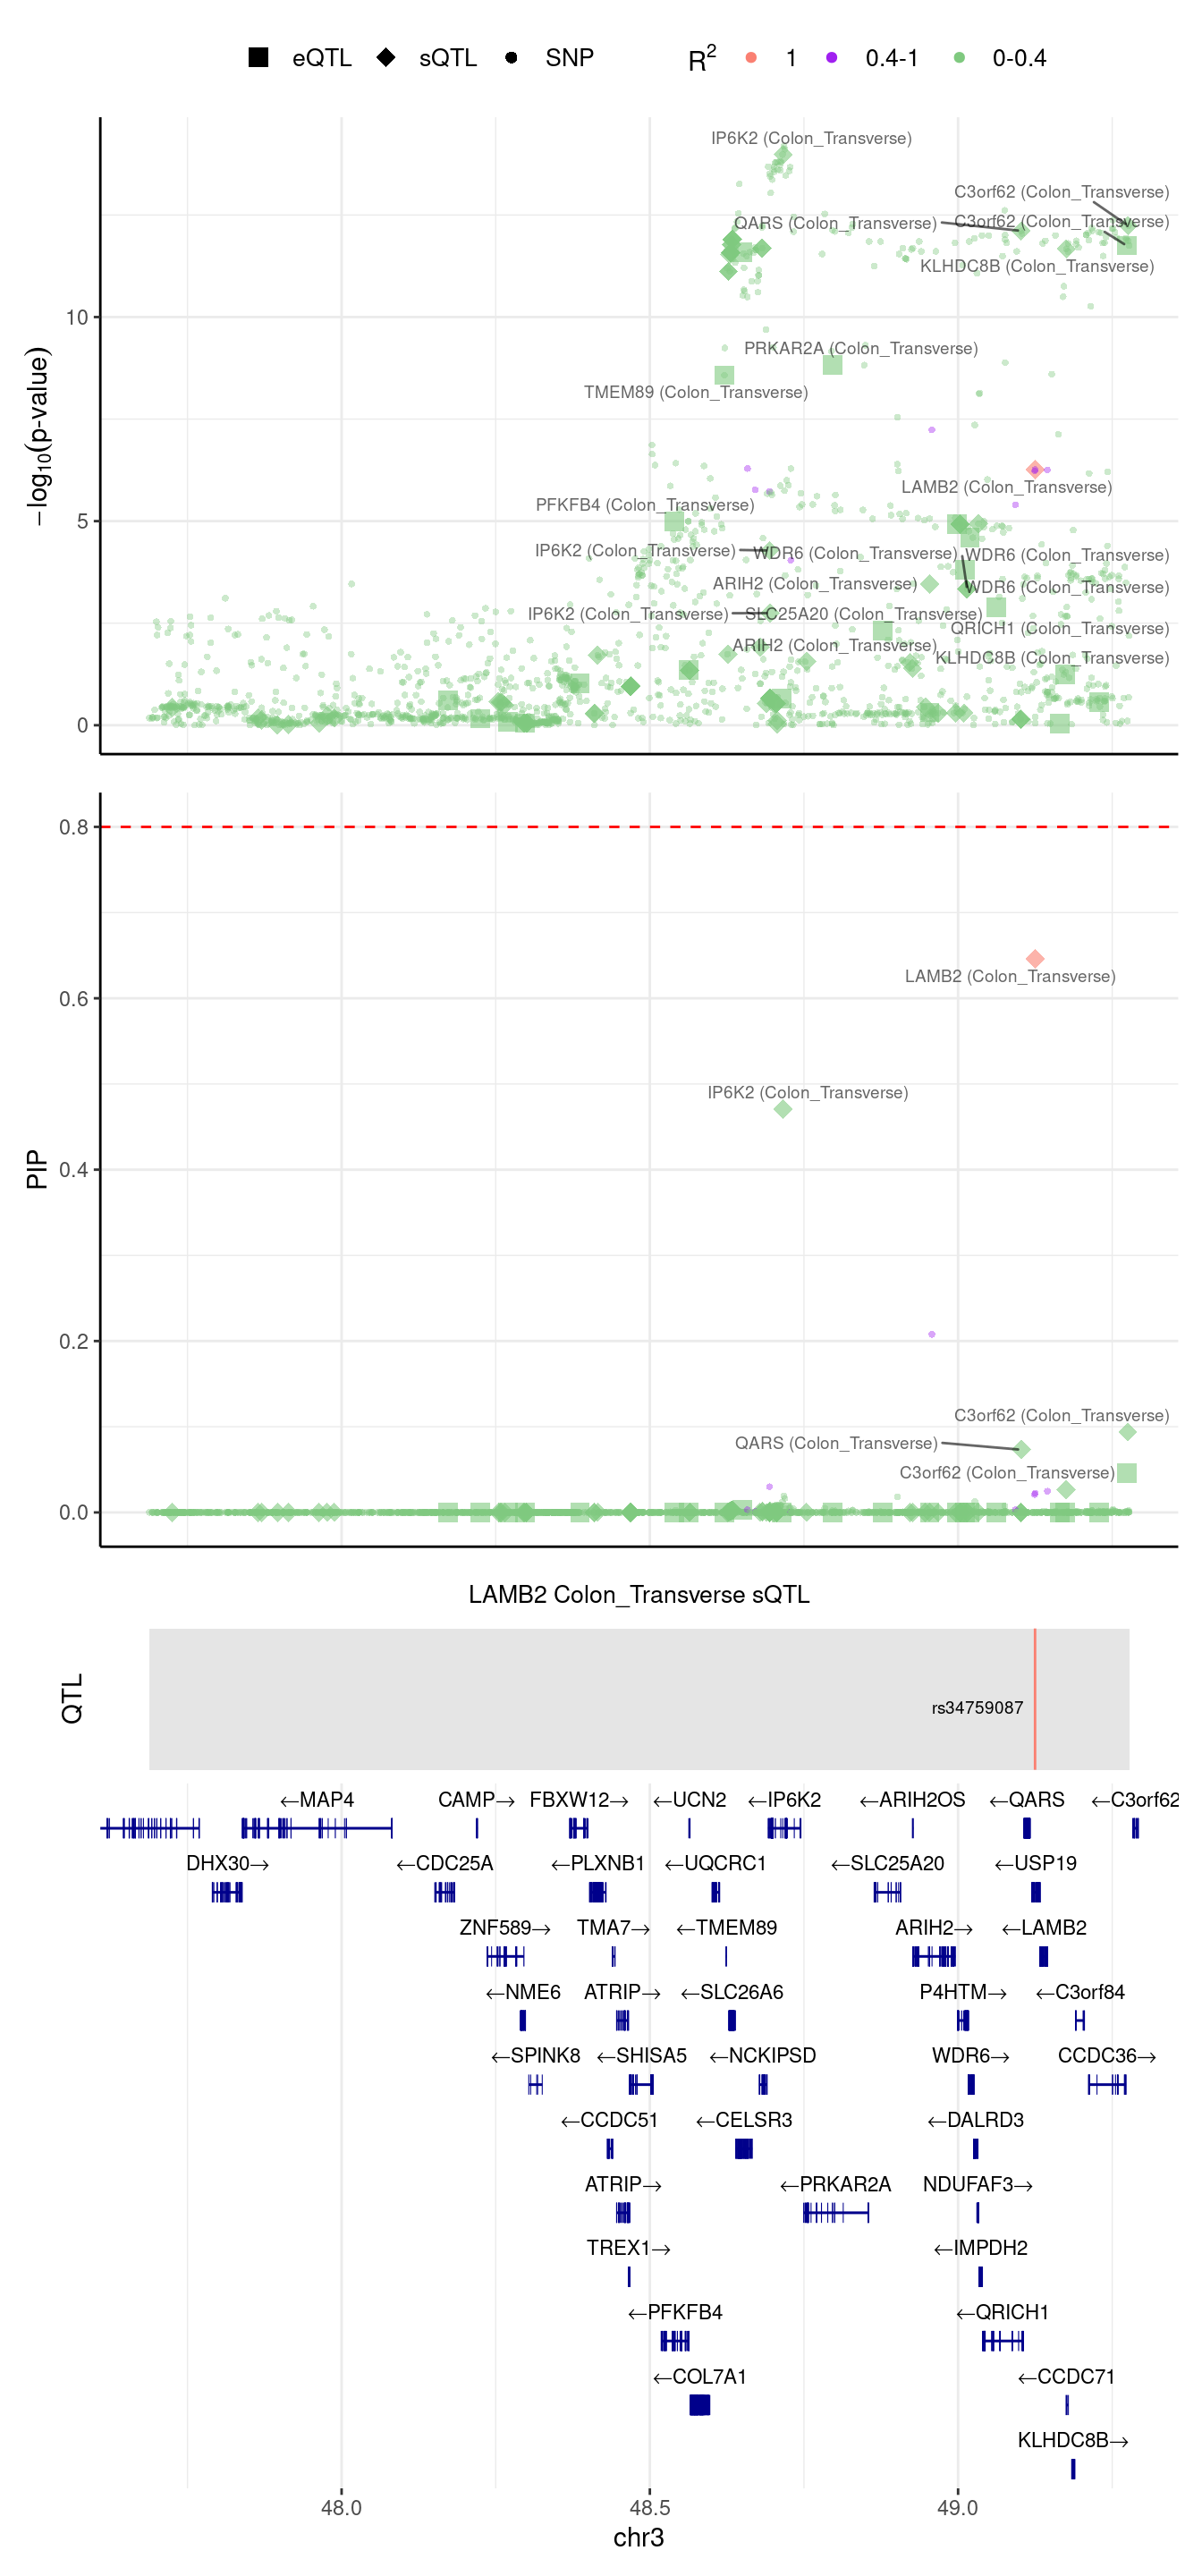 eQTL sQTL SNP R2 1 0.4-1 0-0.4
IP6K2 (Colon_Transverse)
C3orf62 (Colon_Transverse)
QARS (Colon_Transverse) C3orf62 (Colon_Transverse)
KLHDC8B (Colon_Transverse)
10
PRKAR2A (Colon_Transverse)
TMEM89 (Colon_Transverse)
−log10(p-value)
LAMB2 (Colon_Transverse)
PFKFB4 (Colon_Transverse)
5
IP6K2 (Colon_Transverse) WDR6 (Colon_Transverse) WDR6 (Colon_Transverse)
ARIH2 (Colon_Transverse) WDR6 (Colon_Transverse)
IP6K2 (Colon_Transverse) SLC25A20 (Colon_Transverse)
QRICH1 (Colon_Transverse)
ARIH2 (Colon_Transverse)
KLHDC8B (Colon_Transverse)
0
0.8
LAMB2 (Colon_Transverse)
0.6
IP6K2 (Colon_Transverse)
PIP
0.4
0.2
C3orf62 (Colon_Transverse)
QARS (Colon_Transverse)
C3orf62 (Colon_Transverse)
0.0
LAMB2 Colon_Transverse sQTL
QTL
rs34759087
←MAP4 CAMP→ FBXW12→ ←UCN2 ←IP6K2 ←ARIH2OS ←QARS ←C3orf62
DHX30→ ←CDC25A ←PLXNB1 ←UQCRC1 ←SLC25A20 ←USP19
ZNF589→ TMA7→ ←TMEM89 ARIH2→ ←LAMB2
←NME6 ATRIP→ ←SLC26A6 P4HTM→ ←C3orf84
←SPINK8 ←SHISA5 ←NCKIPSD WDR6→ CCDC36→
←CCDC51 ←CELSR3 ←DALRD3
ATRIP→ ←PRKAR2A NDUFAF3→
TREX1→ ←IMPDH2
←PFKFB4 ←QRICH1
←COL7A1 ←CCDC71
KLHDC8B→
48.0 48.5 49.0
chr3